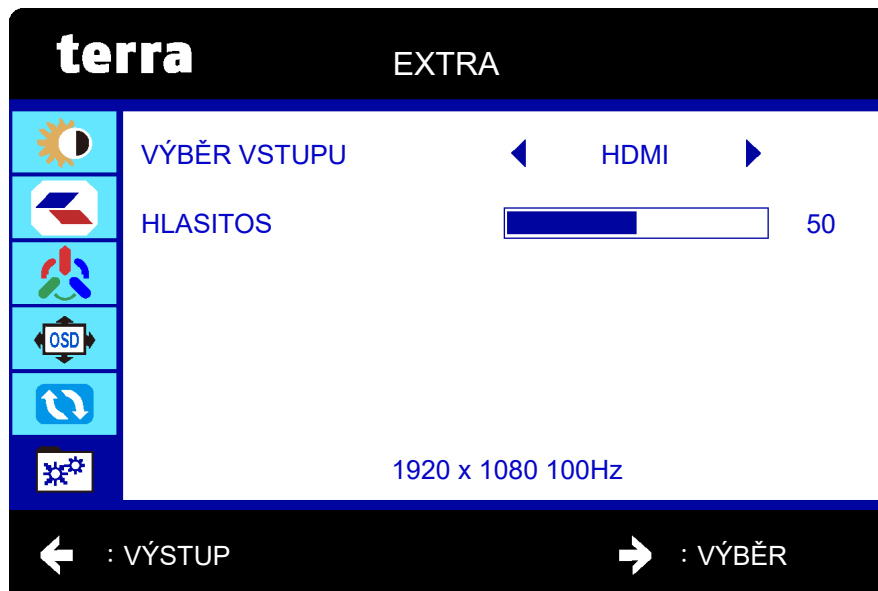 terra
EXTRA
VÝBĚR VSTUPU HDMI
HLASITOS 50
OSD
1920 x 1080 100Hz
: VÝSTUP : VÝBĚR